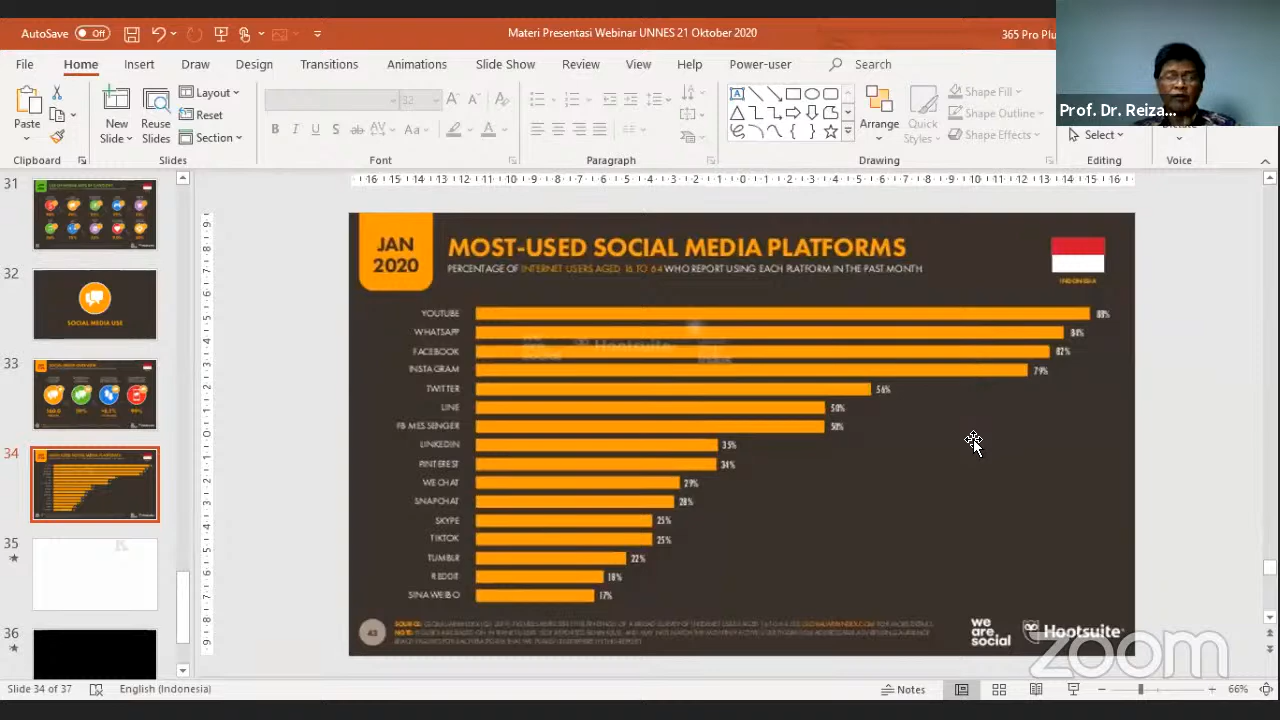 AutoSave Off
Materi Presentasi Webinar UNNES 21 Oktober 2020
365 Pro Plu
Prof. Dr. Reiza...
File Home Insert Draw Design Transitions Animations Slide Show Review View Help Power-user Search
Paste
New Slide
Reuse Slides
Layout
Reset
Section
32
Arrange
Quick Styles
Shape Fill
Shape Outline
Shape Effects
Select
Clipboard Slides Font Paragraph Drawing Editing Voice
31
32
SOCIAL MEDIA USE
33
34
35
36
JAN 2020
MOST-USED SOCIAL MEDIA PLATFORMS
PERCENTAGE OF INTERNET USERS AGED 16 TO 64 WHO REPORT USING EACH PLATFORM IN THE PAST MONTH
INDONESIA
YOUTUBE 88%
WHATSAPP 84%
FACEBOOK 82%
INSTAGRAM 79%
TWITTER 56%
LINE 50%
FB MESSENGER 50%
LINKEDIN 35%
PINTEREST 34%
WECHAT 29%
SNAPCHAT 28%
SKYPE 25%
TIKTOK 25%
TUMBLR 22%
REDDIT 18%
SINA WEIBO 17%
43
we are social
Hootsuite
zoom
Slide 34 of 37
English (Indonesia)
Notes
66%